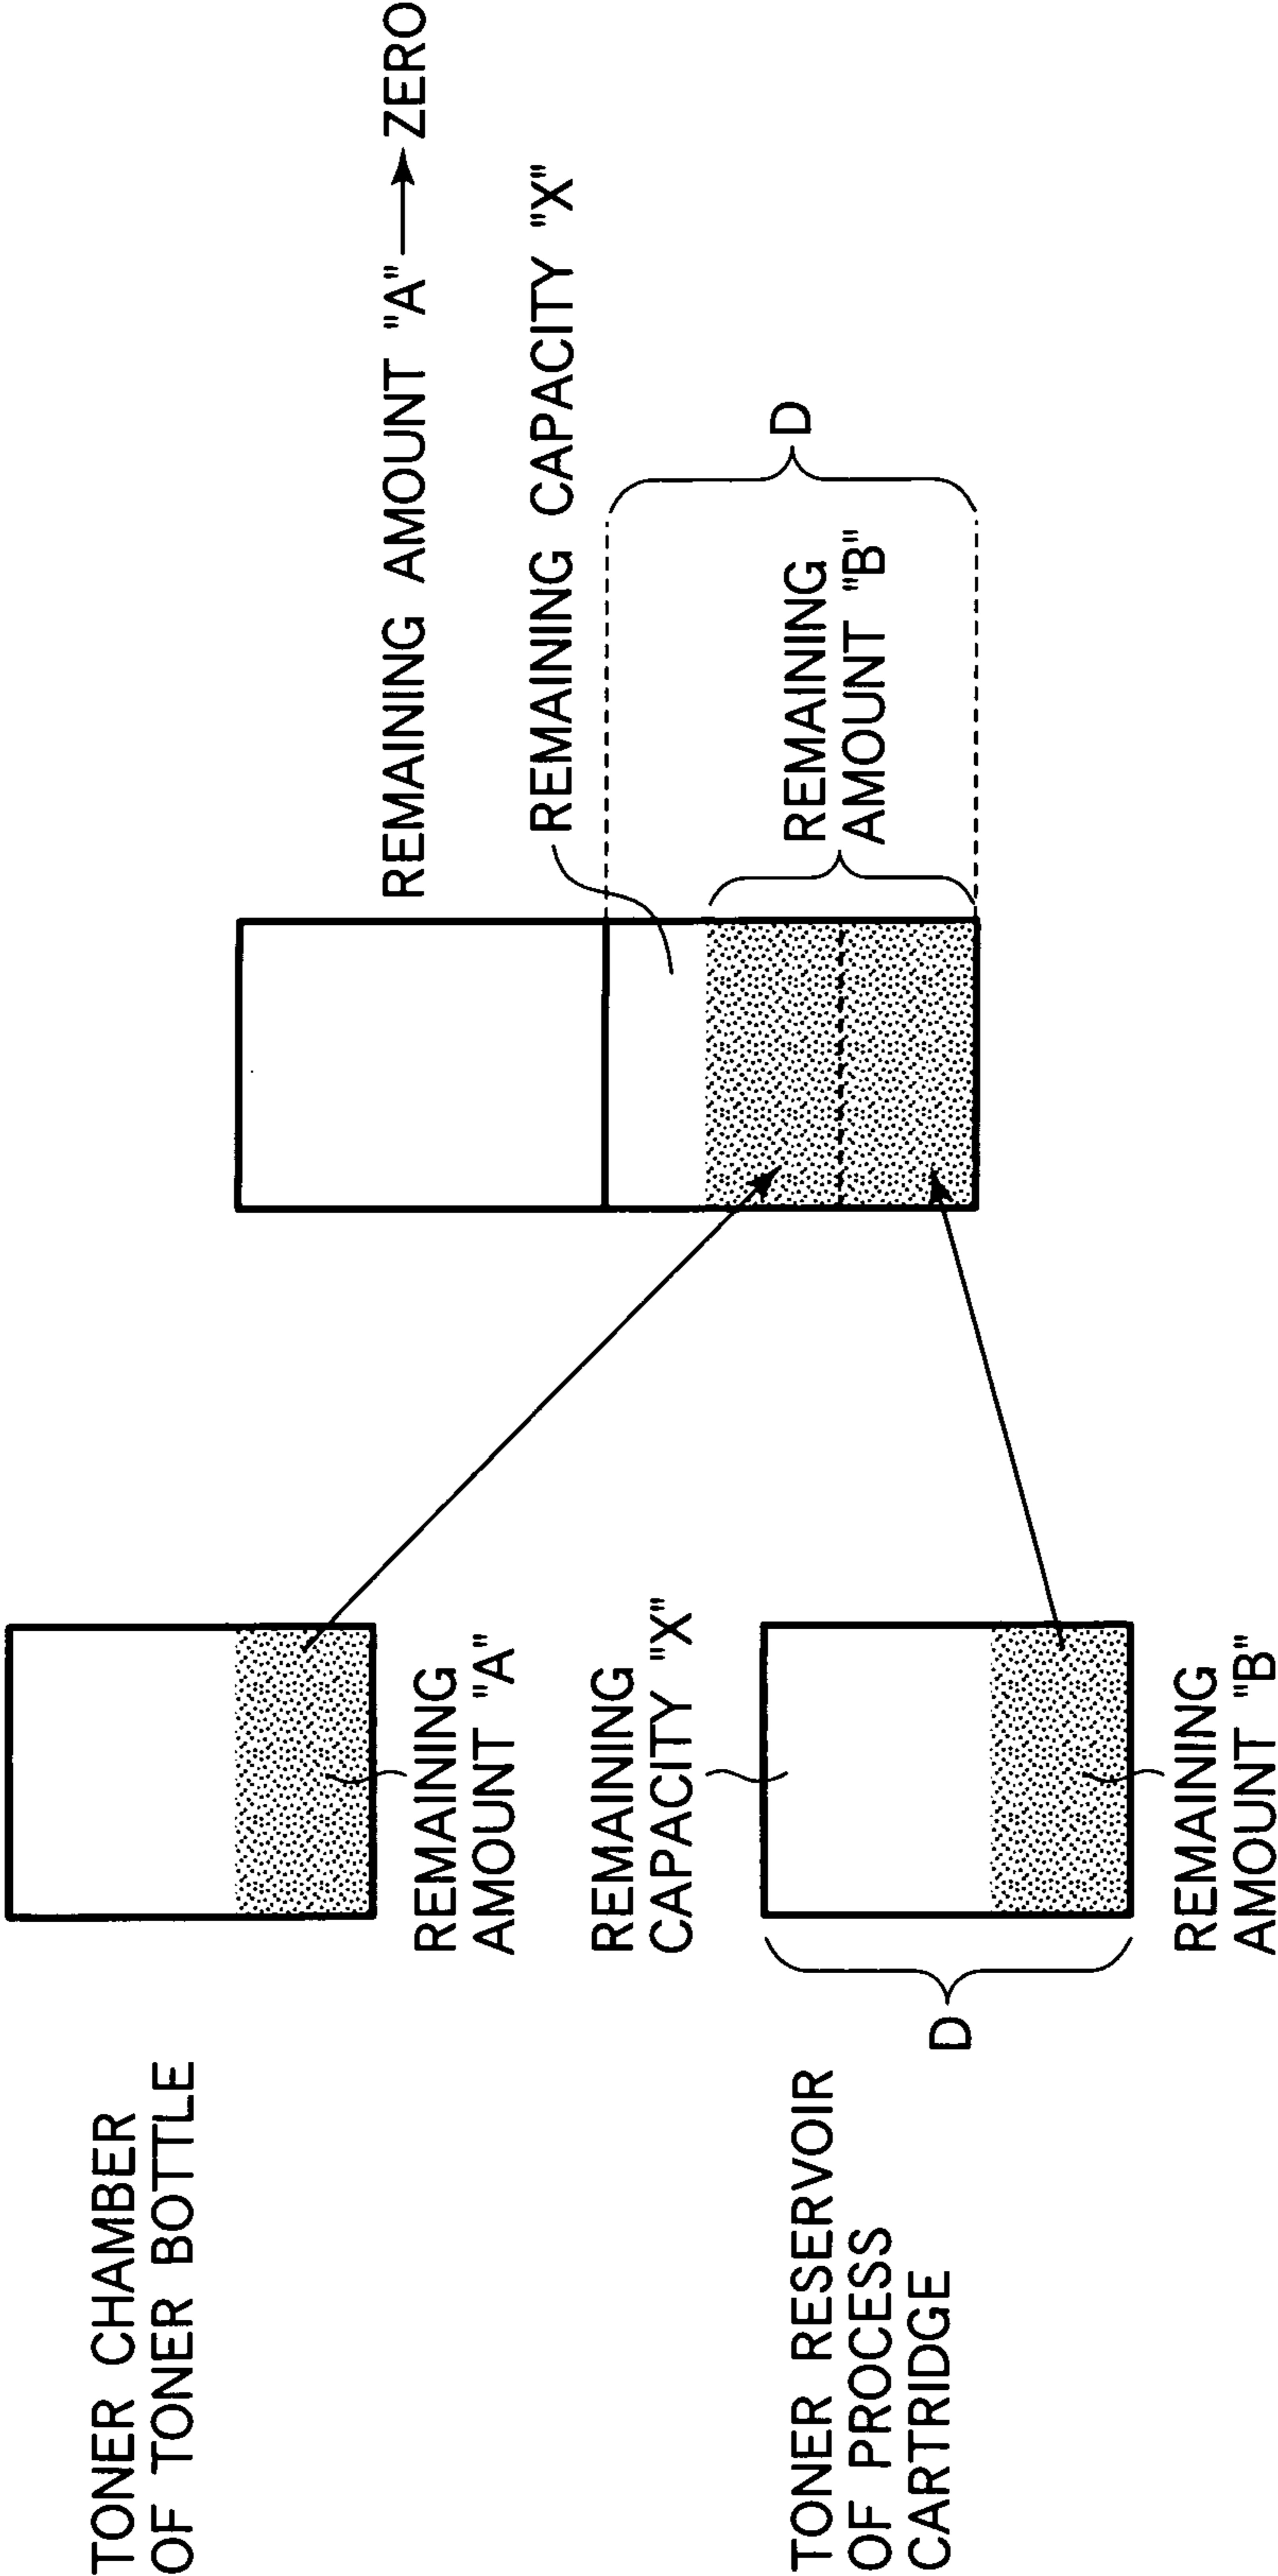 TONER CHAMBER
OF TONER BOTTLE
REMAINING
AMOUNT "A"
TONER RESERVOIR
OF PROCESS
CARTRIDGE
D
REMAINING
CAPACITY "X"
REMAINING
AMOUNT "B"
REMAINING AMOUNT "A" → ZERO
REMAINING CAPACITY "X"
REMAINING
AMOUNT "B"
D